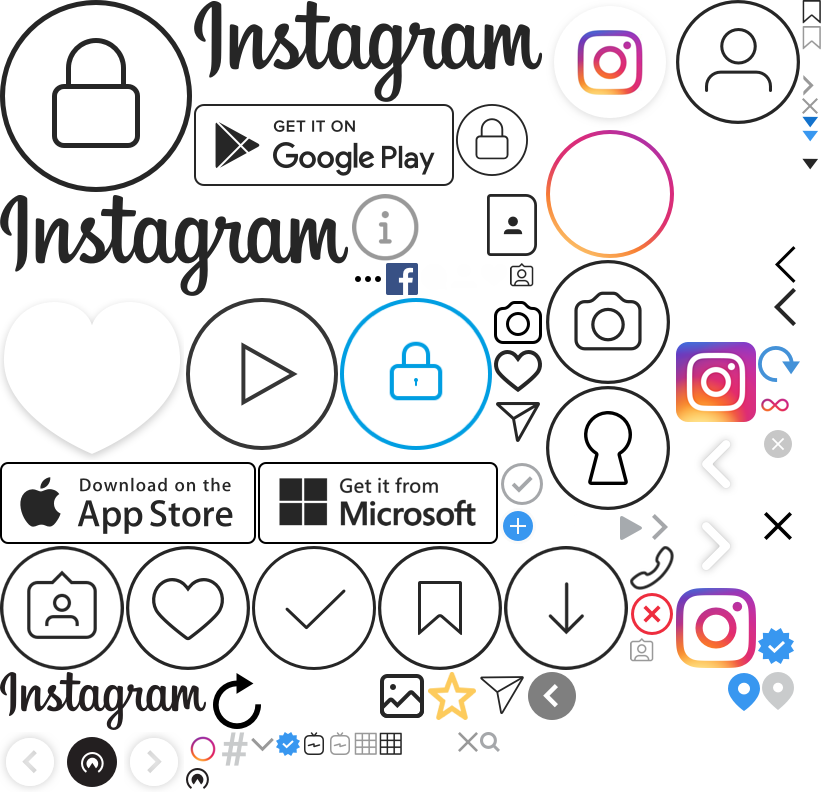 Instagram
GET IT ON
Google Play
Instagram
Download on the
App Store
Get it from
Microsoft
Instagram
#